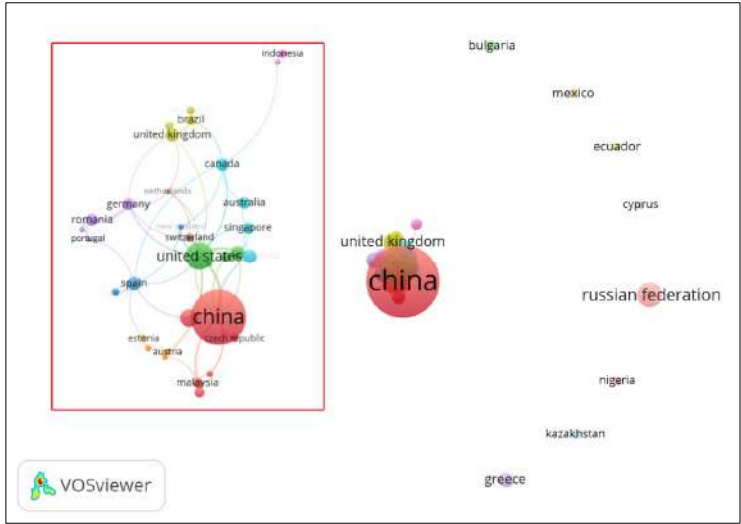 indonesia
brazil
united kingdom
canada
netherlands
germany
australia
romania
singapore
portugal
switzerland
united states
spain
china
estonia
czech republic
austria
malaysia
bulgaria
mexico
ecuador
cyprus
united kingdom
china
russian federation
nigeria
kazakhstan
greece
VOSviewer